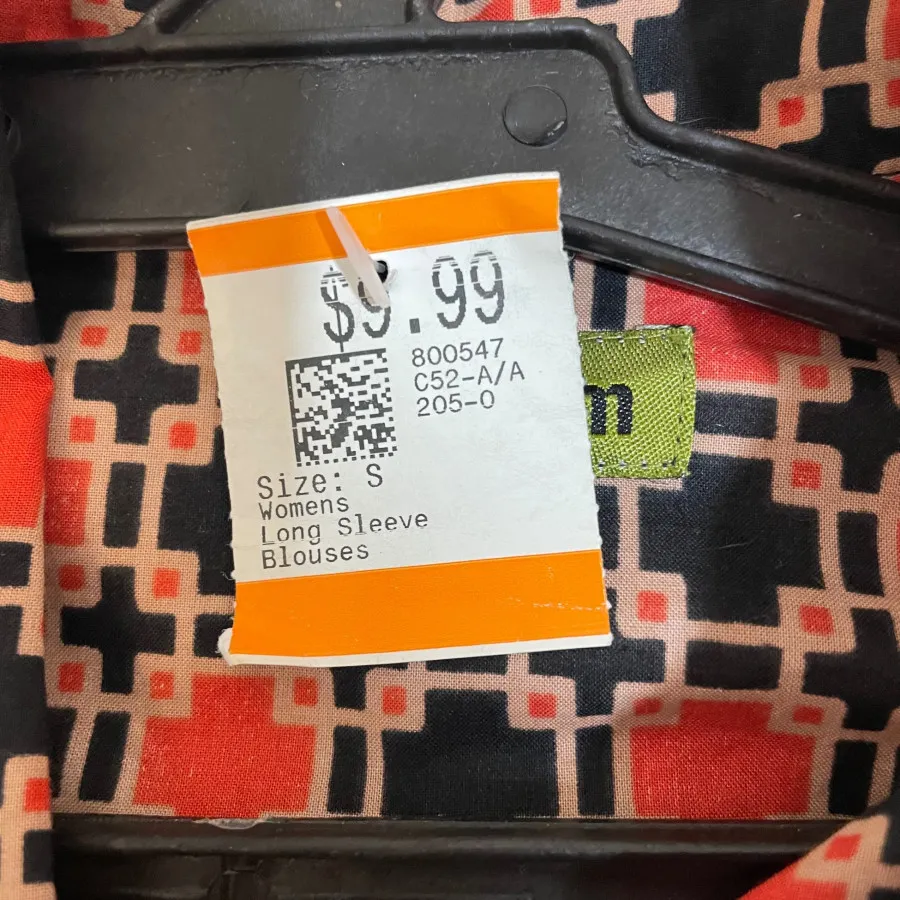 $9.99
800547
C52-A/A
205-0
m
Size: S
Womens
Long Sleeve
Blouses